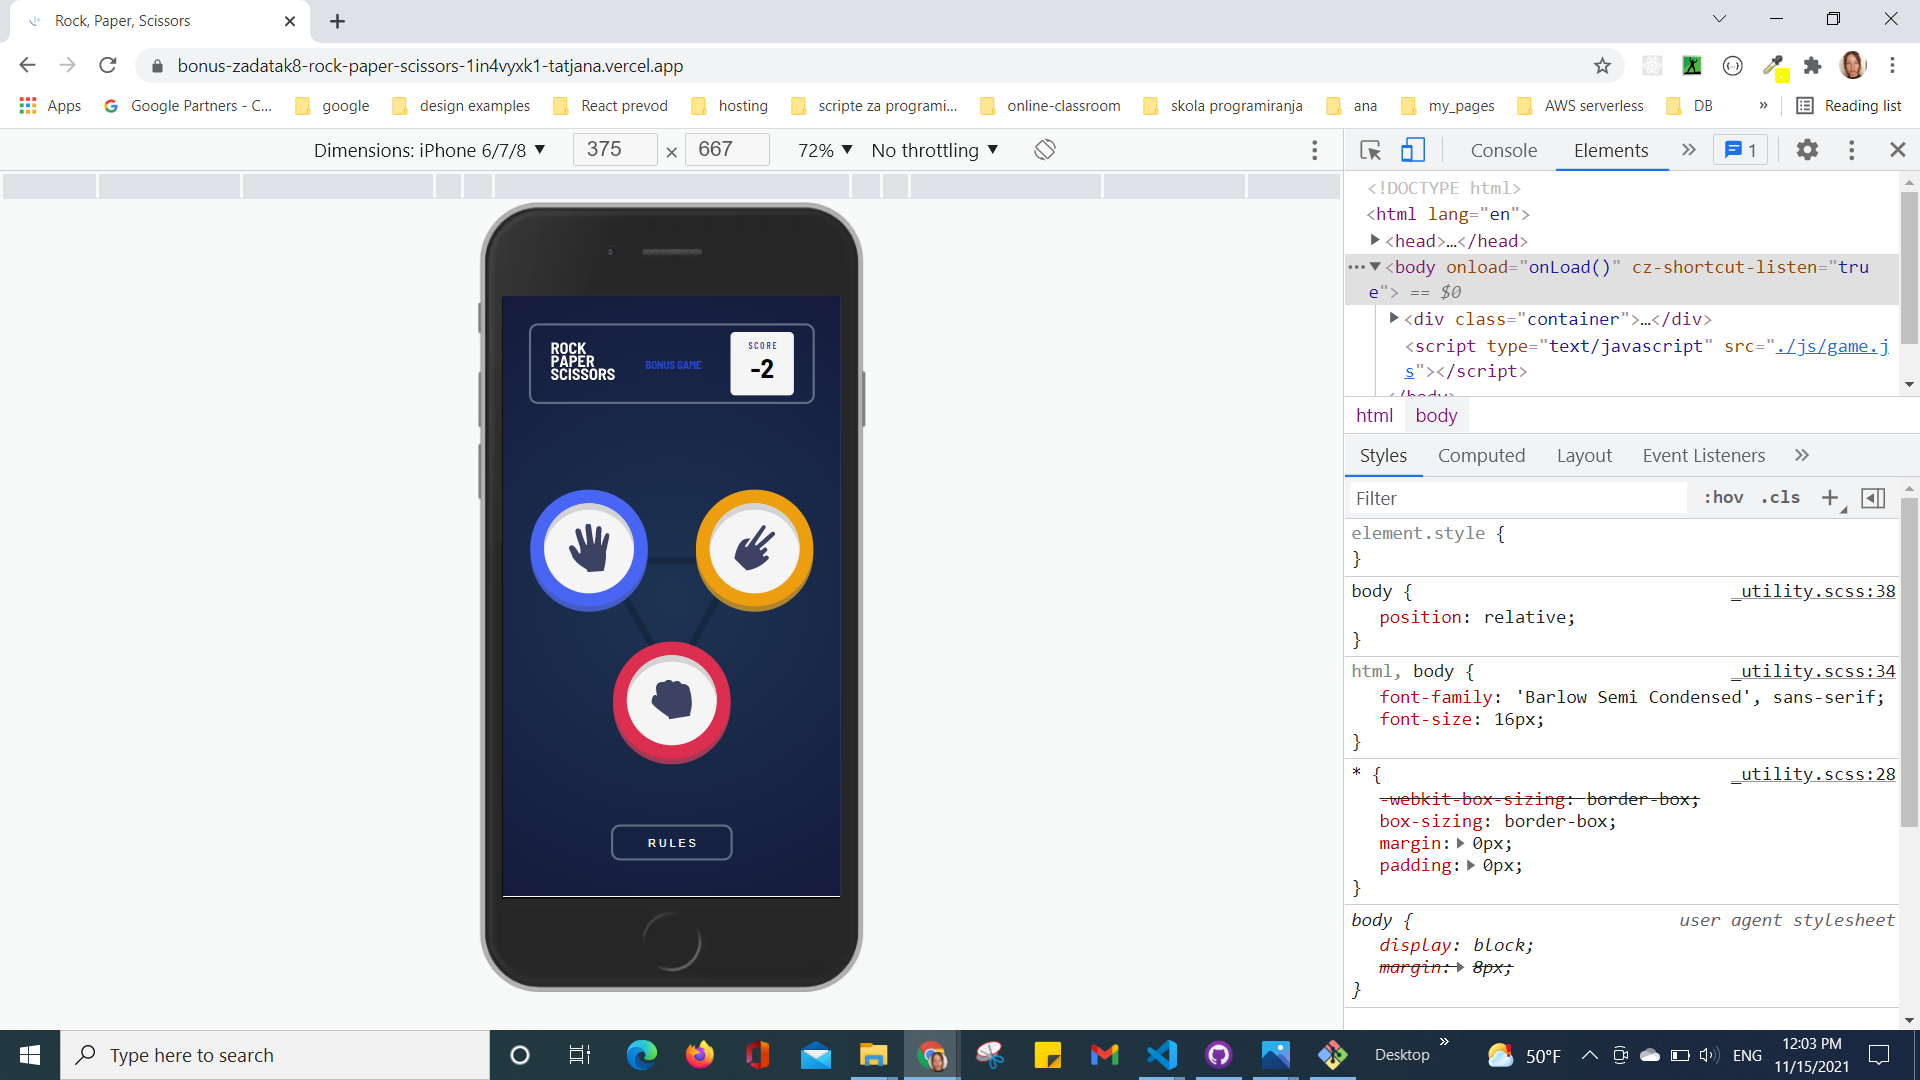 Rock, Paper, Scissors
bonus-zadatak8-rock-paper-scissors-1in4vyxk1-tatjana.vercel.app
Apps
Google Partners - C...
google
design examples
React prevod
hosting
scripte za programi...
online-classroom
skola programiranja
ana
my_pages
AWS serverless
DB
»
Reading list
Dimensions: iPhone 6/7/8 ▼ 375 × 667 72% ▼ No throttling ▼
Console Elements » 1
<!DOCTYPE html>
<html lang="en">
<head>…</head>
<body onload="onLoad()" cz-shortcut-listen="tru
e"> == $0
<div class="container">…</div>
<script type="text/javascript" src="./js/game.j
s"></script>
</body>
html body
ROCK
PAPER
SCISSORS
BONUS GAME
SCORE
-2
RULES
Styles Computed Layout Event Listeners »
Filter :hov .cls +
element.style {
}
body { _utility.scss:38
position: relative;
}
html, body { _utility.scss:34
font-family: 'Barlow Semi Condensed', sans-serif;
font-size: 16px;
}
* { _utility.scss:28
-webkit-box-sizing: border-box;
box-sizing: border-box;
margin: 0px;
padding: 0px;
}
body { user agent stylesheet
display: block;
margin: 8px;
}
Type here to search
Desktop »
50°F
ENG
12:03 PM
11/15/2021